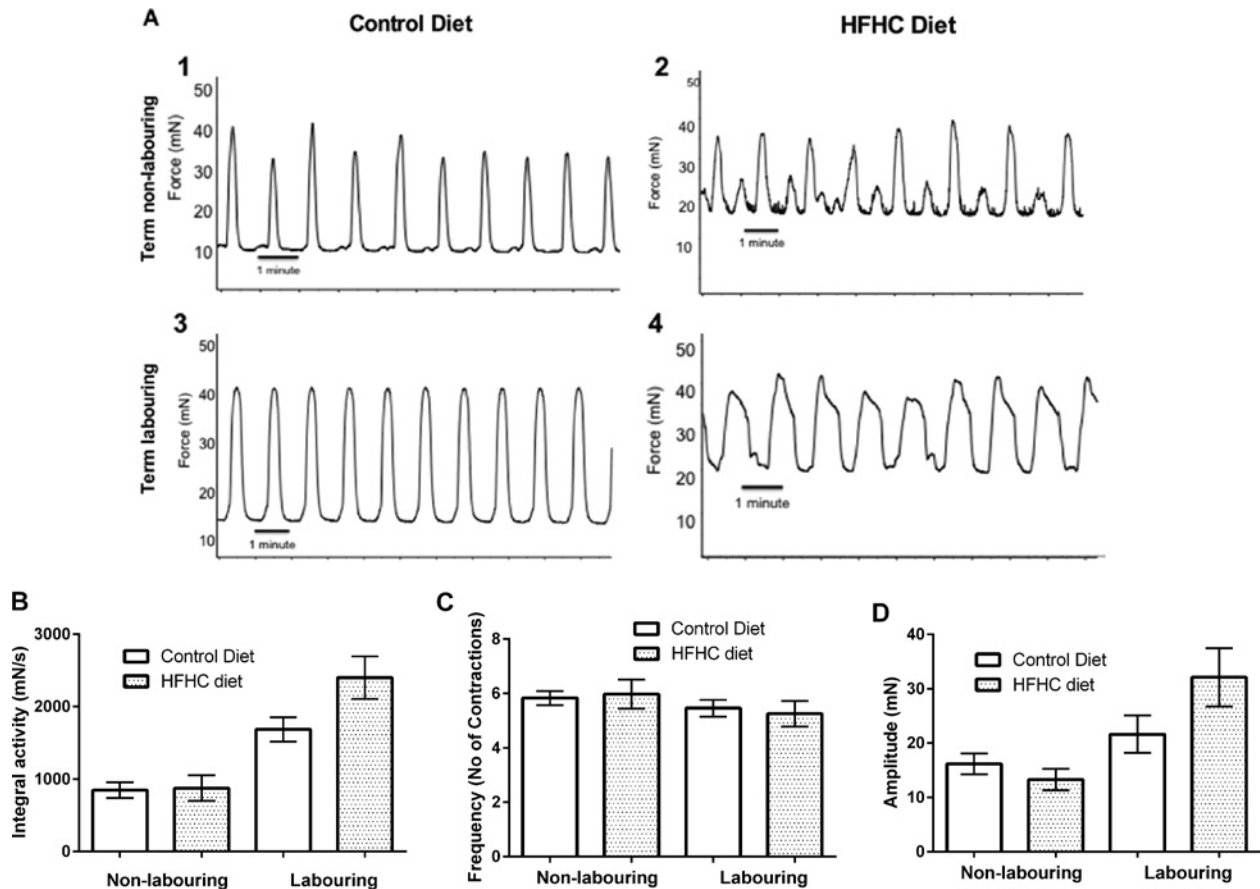 A
Control Diet
HFHC Diet
Term non-labouring
1
Force (mN)
50
40
30
20
10
1 minute
2
Force (mN)
50
40
30
20
10
1 minute
Term labouring
3
Force (mN)
50
40
30
20
10
1 minute
4
Force (mN)
50
40
30
20
10
1 minute
B
Integral activity (mN/s)
3000
2000
1000
0
Control Diet
HFHC diet
Non-labouring
Labouring
C
Frequency (No of Contractions)
8
6
4
2
0
Control Diet
HFHC diet
Non-labouring
Labouring
D
Amplitude (mN)
40
30
20
10
0
Control Diet
HFHC diet
Non-labouring
Labouring